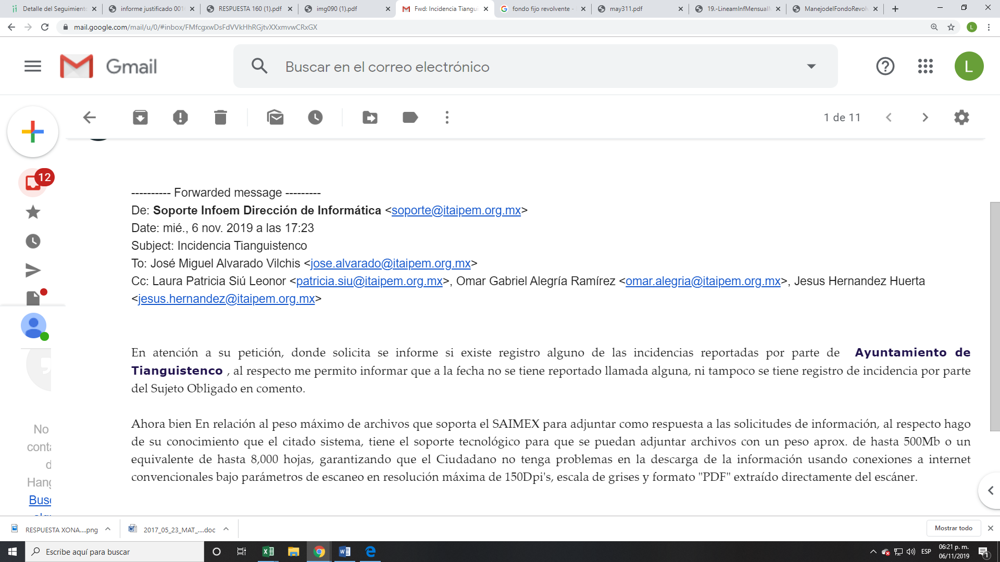 Detalle del Seguimiento
informe justificado 001
RESPUESTA 160 (1).pdf
img090 (1).pdf
Fwd: Incidencia Tiangui
fondo fijo revolvente -
may311.pdf
19.-LineamInfMensual
ManejodelFondoRevol
mail.google.com/mail/u/0/#inbox/FMfcgxwDsFdVVkHhRGjtvXXxmvwCRxGX
L
Gmail
Buscar en el correo electrónico
L
1 de 11
12
---------- Forwarded message ---------
De: Soporte Infoem Dirección de Informática <soporte@itaipem.org.mx>
Date: mié., 6 nov. 2019 a las 17:23
Subject: Incidencia Tianguistenco
To: José Miguel Alvarado Vilchis <jose.alvarado@itaipem.org.mx>
Cc: Laura Patricia Siú Leonor <patricia.siu@itaipem.org.mx>, Omar Gabriel Alegría Ramírez <omar.alegria@itaipem.org.mx>, Jesus Hernandez Huerta
<jesus.hernandez@itaipem.org.mx>
En atención a su petición, donde solicita se informe si existe registro alguno de las incidencias reportadas por parte de Ayuntamiento de
Tianguistenco , al respecto me permito informar que a la fecha no se tiene reportado llamada alguna, ni tampoco se tiene registro de incidencia por parte
del Sujeto Obligado en comento.
Ahora bien En relación al peso máximo de archivos que soporta el SAIMEX para adjuntar como respuesta a las solicitudes de información, al respecto hago
de su conocimiento que el citado sistema, tiene el soporte tecnológico para que se puedan adjuntar archivos con un peso aprox. de hasta 500Mb o un
equivalente de hasta 8,000 hojas, garantizando que el Ciudadano no tenga problemas en la descarga de la información usando conexiones a internet
convencionales bajo parámetros de escaneo en resolución máxima de 150Dpi's, escala de grises y formato "PDF" extraído directamente del escáner.
No
conta
d
Hang
Busc
RESPUESTA XONA....png
2017_05_23_MAT_....doc
Mostrar todo
Escribe aquí para buscar
ESP
06:21 p. m.
06/11/2019
1